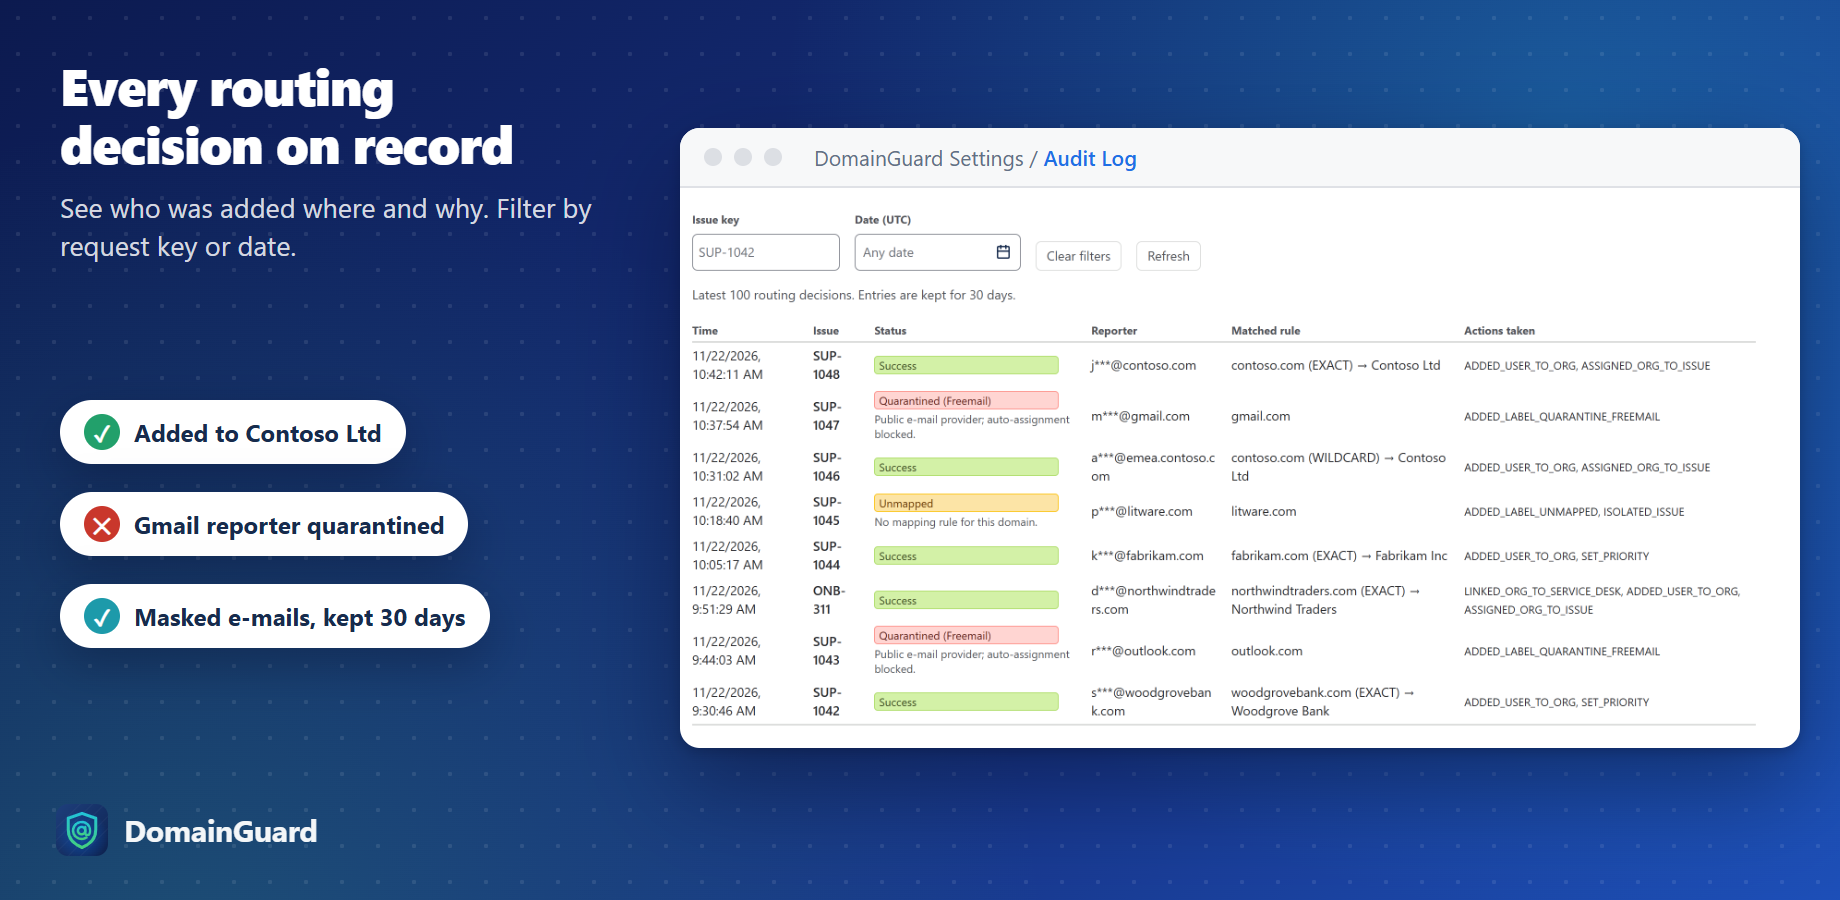 Every routing
decision on record
See who was added where and why. Filter by
request key or date.
Added to Contoso Ltd
Gmail reporter quarantined
Masked e-mails, kept 30 days
@
DomainGuard
DomainGuard Settings / Audit Log
Issue key
Date (UTC)
SUP-1042
Any date
Clear filters
Refresh
Latest 100 routing decisions. Entries are kept for 30 days.
Time Issue Status Reporter Matched rule Actions taken
11/22/2026, 10:42:11 AM SUP-1048 Success j***@contoso.com contoso.com (EXACT) → Contoso Ltd ADDED_USER_TO_ORG, ASSIGNED_ORG_TO_ISSUE
11/22/2026, 10:37:54 AM SUP-1047 Quarantined (Freemail) Public e-mail provider; auto-assignment blocked. m***@gmail.com gmail.com ADDED_LABEL_QUARANTINE_FREEMAIL
11/22/2026, 10:31:02 AM SUP-1046 Success a***@emea.contoso.com contoso.com (WILDCARD) → Contoso Ltd ADDED_USER_TO_ORG, ASSIGNED_ORG_TO_ISSUE
11/22/2026, 10:18:40 AM SUP-1045 Unmapped No mapping rule for this domain. p***@litware.com litware.com ADDED_LABEL_UNMAPPED, ISOLATED_ISSUE
11/22/2026, 10:05:17 AM SUP-1044 Success k***@fabrikam.com fabrikam.com (EXACT) → Fabrikam Inc ADDED_USER_TO_ORG, SET_PRIORITY
11/22/2026, 9:51:29 AM ONB-311 Success d***@northwindtraders.com northwindtraders.com (EXACT) → Northwind Traders LINKED_ORG_TO_SERVICE_DESK, ADDED_USER_TO_ORG, ASSIGNED_ORG_TO_ISSUE
11/22/2026, 9:44:03 AM SUP-1043 Quarantined (Freemail) Public e-mail provider; auto-assignment blocked. r***@outlook.com outlook.com ADDED_LABEL_QUARANTINE_FREEMAIL
11/22/2026, 9:30:46 AM SUP-1042 Success s***@woodgrovebank.com woodgrovebank.com (EXACT) → Woodgrove Bank ADDED_USER_TO_ORG, SET_PRIORITY